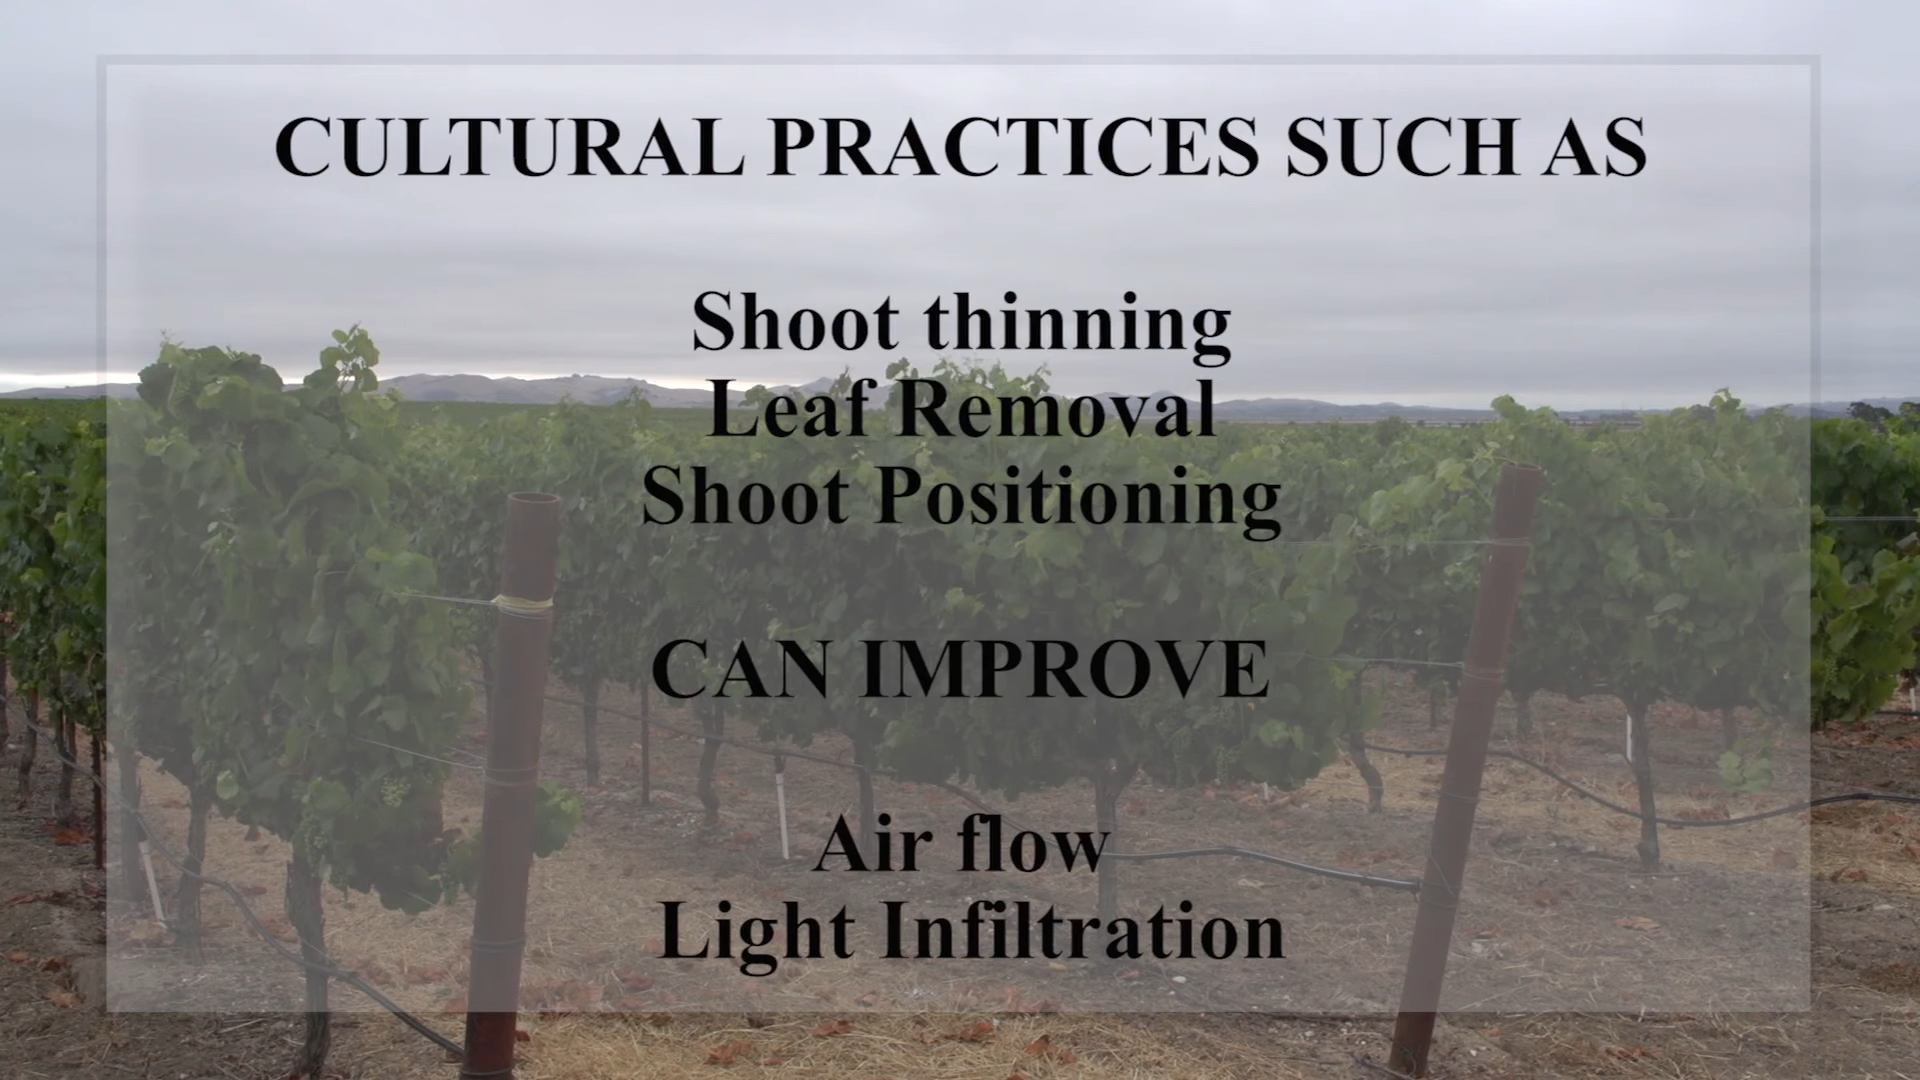 CULTURAL PRACTICES SUCH AS
Shoot thinning
Leaf Removal
Shoot Positioning
CAN IMPROVE
Air flow
Light Infiltration